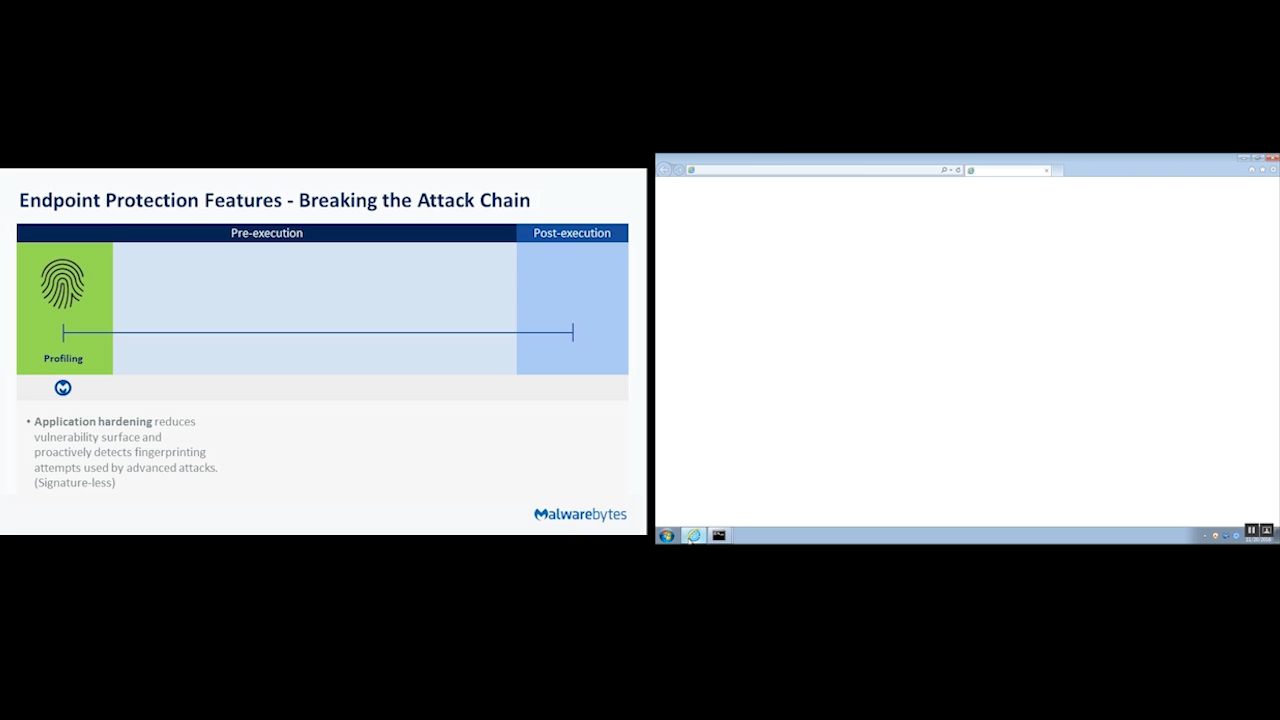 Endpoint Protection Features - Breaking the Attack Chain
Pre-execution
Post-execution
Profiling
• Application hardening reduces
vulnerability surface and
proactively detects fingerprinting
attempts used by advanced attacks.
(Signature-less)
Malwarebytes